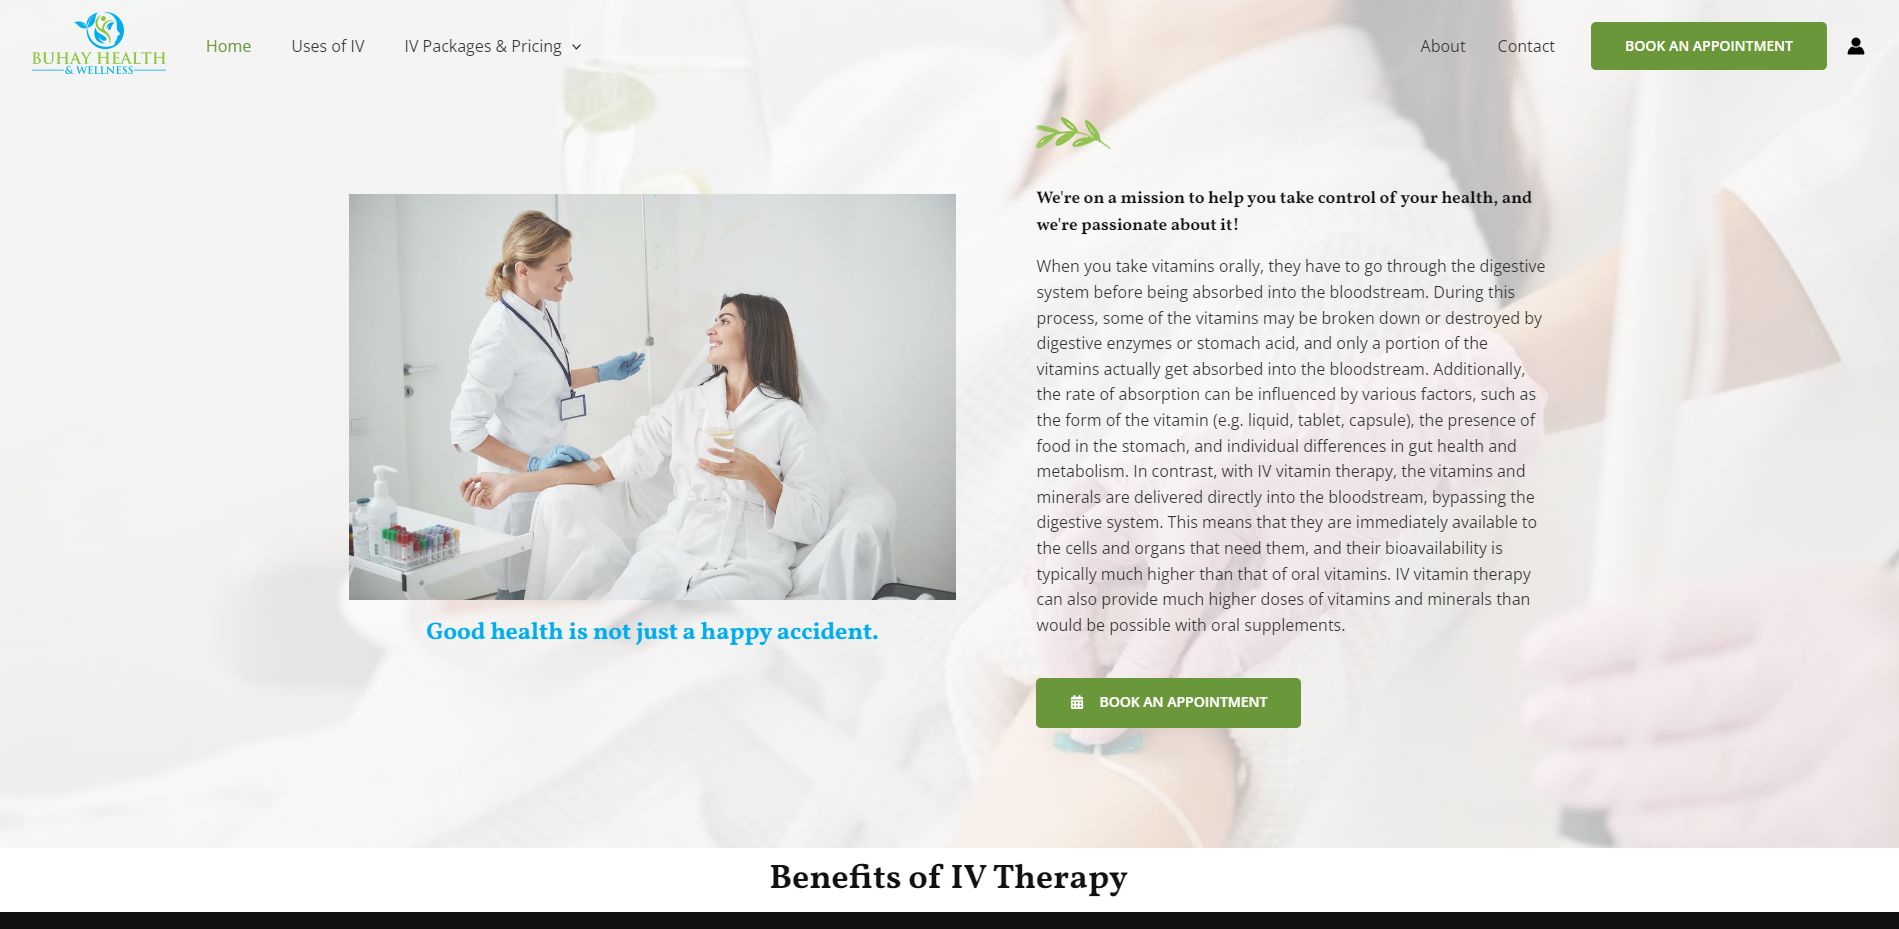 BUHAY HEALTH
& WELLNESS
Home
Uses of IV
IV Packages & Pricing
About
Contact
BOOK AN APPOINTMENT
Good health is not just a happy accident.
We're on a mission to help you take control of your health, and
we're passionate about it!
When you take vitamins orally, they have to go through the digestive
system before being absorbed into the bloodstream. During this
process, some of the vitamins may be broken down or destroyed by
digestive enzymes or stomach acid, and only a portion of the
vitamins actually get absorbed into the bloodstream. Additionally,
the rate of absorption can be influenced by various factors, such as
the form of the vitamin (e.g. liquid, tablet, capsule), the presence of
food in the stomach, and individual differences in gut health and
metabolism. In contrast, with IV vitamin therapy, the vitamins and
minerals are delivered directly into the bloodstream, bypassing the
digestive system. This means that they are immediately available to
the cells and organs that need them, and their bioavailability is
typically much higher than that of oral vitamins. IV vitamin therapy
can also provide much higher doses of vitamins and minerals than
would be possible with oral supplements.
BOOK AN APPOINTMENT
Benefits of IV Therapy